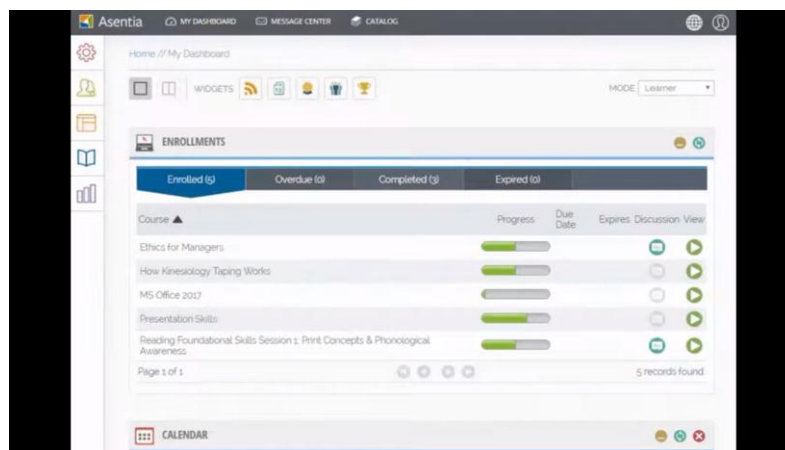 Asentia MY DASHBOARD MESSAGE CENTER CATALOG
Home // My Dashboard
WIDGETS MODE Learner
ENROLLMENTS
Enrolled (5) Overdue (0) Completed (3) Expired (0)
Course Progress Due Date Expires Discussion View
Ethics for Managers
How Kinesiology Taping Works
MS Office 2017
Presentation Skills
Reading Foundational Skills Session 1: Print Concepts & Phonological
Awareness
Page 1 of 1 5 records found
CALENDAR